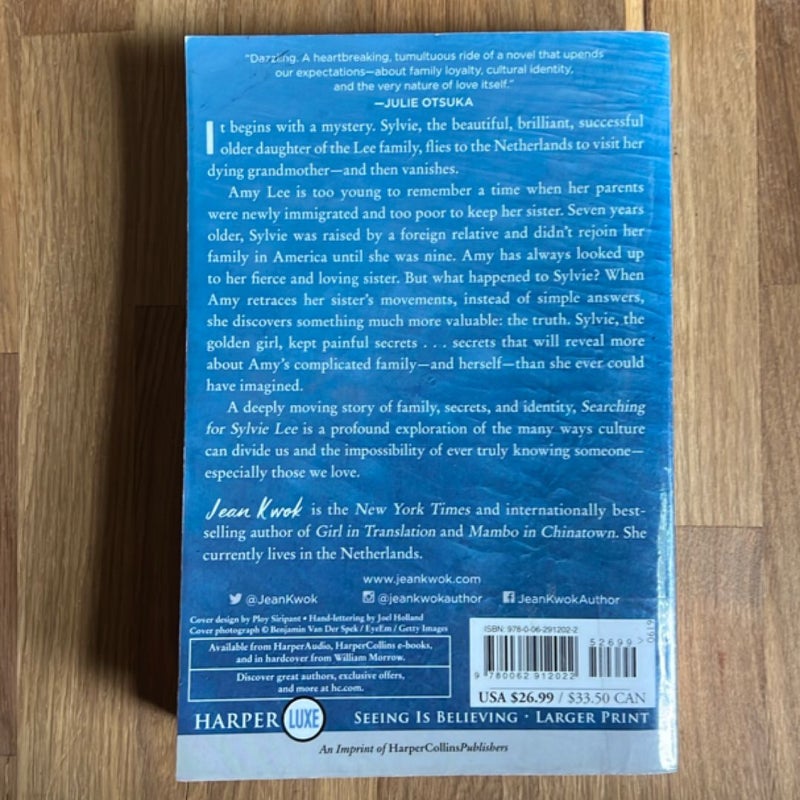 "Dazzling. A heartbreaking, tumultuous ride of a novel that upends
our expectations—about family loyalty, cultural identity,
and the very nature of love itself."
—JULIE OTSUKA
It begins with a mystery. Sylvie, the beautiful, brilliant, successful
older daughter of the Lee family, flies to the Netherlands to visit her
dying grandmother—and then vanishes.
Amy Lee is too young to remember a time when her parents
were newly immigrated and too poor to keep her sister. Seven years
older, Sylvie was raised by a foreign relative and didn't rejoin her
family in America until she was nine. Amy has always looked up
to her fierce and loving sister. But what happened to Sylvie? When
Amy retraces her sister's movements, instead of simple answers,
she discovers something much more valuable: the truth. Sylvie, the
golden girl, kept painful secrets . . . secrets that will reveal more
about Amy's complicated family—and herself—than she ever could
have imagined.
A deeply moving story of family, secrets, and identity, Searching
for Sylvie Lee is a profound exploration of the many ways culture
can divide us and the impossibility of ever truly knowing someone—
especially those we love.
Jean Kwok is the New York Times and internationally best-
selling author of Girl in Translation and Mambo in Chinatown. She
currently lives in the Netherlands.
www.jeankwok.com
@JeanKwok @jeankwokauthor JeanKwokAuthor
Cover design by Ploy Siripant • Hand-lettering by Joel Holland
Cover photograph © Benjamin Van Der Spek / EyeEm / Getty Images
Available from HarperAudio, HarperCollins e-books,
and in hardcover from William Morrow.
Discover great authors, exclusive offers,
and more at hc.com.
ISBN: 978-0-06-291202-2
52699 >
0619
9 780062 912022
USA $26.99 / $33.50 CAN
HARPER LUXE SEEING IS BELIEVING · LARGER PRINT
An Imprint of HarperCollinsPublishers